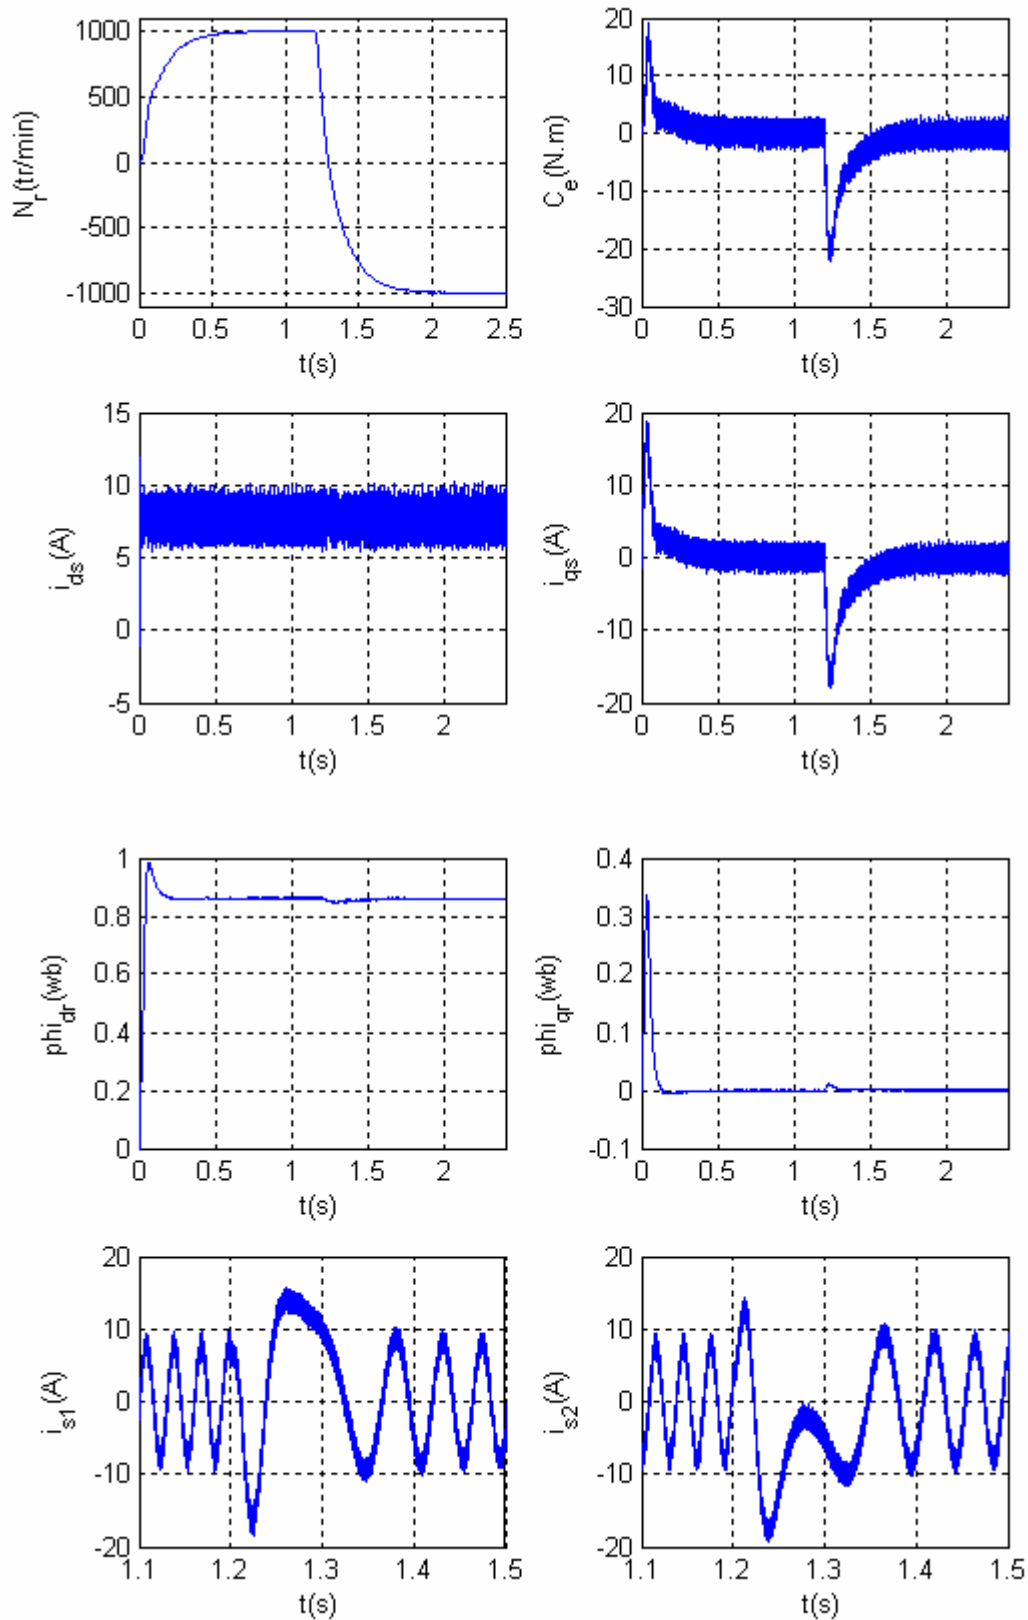 1000
500
0
-500
-1000
N_r(tr/min)
0 0.5 1 1.5 2 2.5
t(s)
20
10
0
-10
-20
-30
C_e(N.m)
0 0.5 1 1.5 2
t(s)
15
10
5
0
-5
i_ds(A)
0 0.5 1 1.5 2
t(s)
20
10
0
-10
-20
i_qs(A)
0 0.5 1 1.5 2
t(s)
1
0.8
0.6
0.4
0.2
0
phi_dr(wb)
0 0.5 1 1.5 2
t(s)
0.4
0.3
0.2
0.1
0
-0.1
phi_qr(wb)
0 0.5 1 1.5 2
t(s)
20
10
0
-10
-20
i_s1(A)
1.1 1.2 1.3 1.4 1.5
t(s)
20
10
0
-10
-20
i_s2(A)
1.1 1.2 1.3 1.4 1.5
t(s)